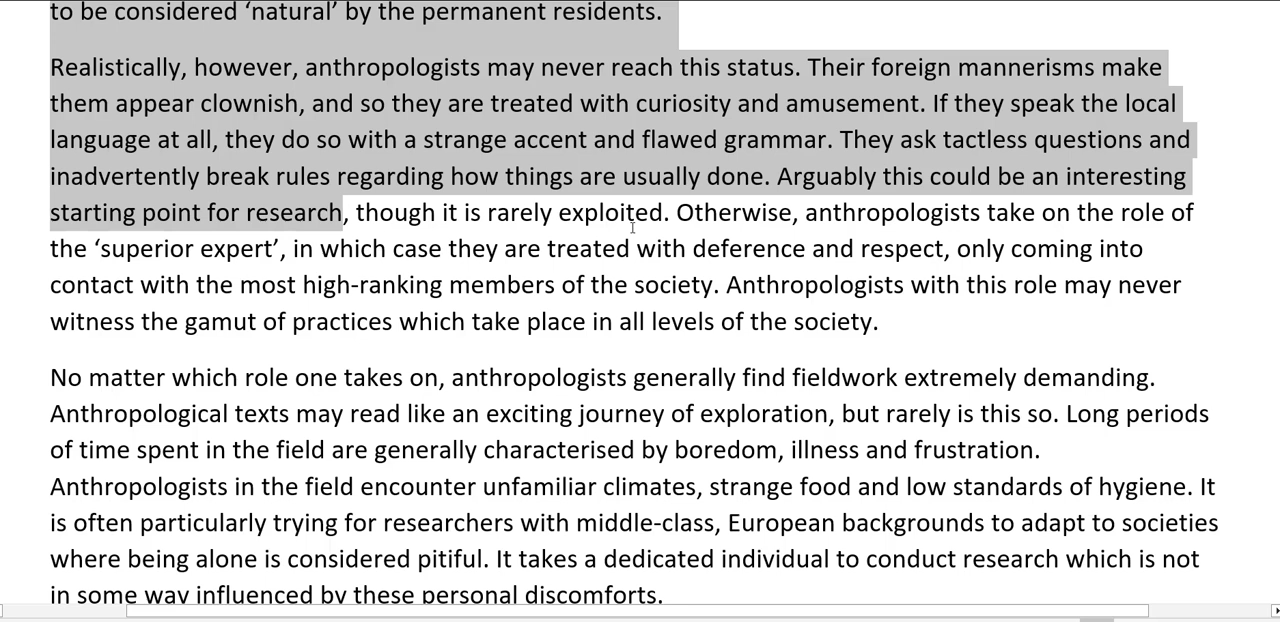 to be considered ‘natural’ by the permanent residents.
Realistically, however, anthropologists may never reach this status. Their foreign mannerisms make
them appear clownish, and so they are treated with curiosity and amusement. If they speak the local
language at all, they do so with a strange accent and flawed grammar. They ask tactless questions and
inadvertently break rules regarding how things are usually done. Arguably this could be an interesting
starting point for research, though it is rarely exploited. Otherwise, anthropologists take on the role of
the ‘superior expert’, in which case they are treated with deference and respect, only coming into
contact with the most high-ranking members of the society. Anthropologists with this role may never
witness the gamut of practices which take place in all levels of the society.
No matter which role one takes on, anthropologists generally find fieldwork extremely demanding.
Anthropological texts may read like an exciting journey of exploration, but rarely is this so. Long periods
of time spent in the field are generally characterised by boredom, illness and frustration.
Anthropologists in the field encounter unfamiliar climates, strange food and low standards of hygiene. It
is often particularly trying for researchers with middle-class, European backgrounds to adapt to societies
where being alone is considered pitiful. It takes a dedicated individual to conduct research which is not
in some way influenced by these personal discomforts.